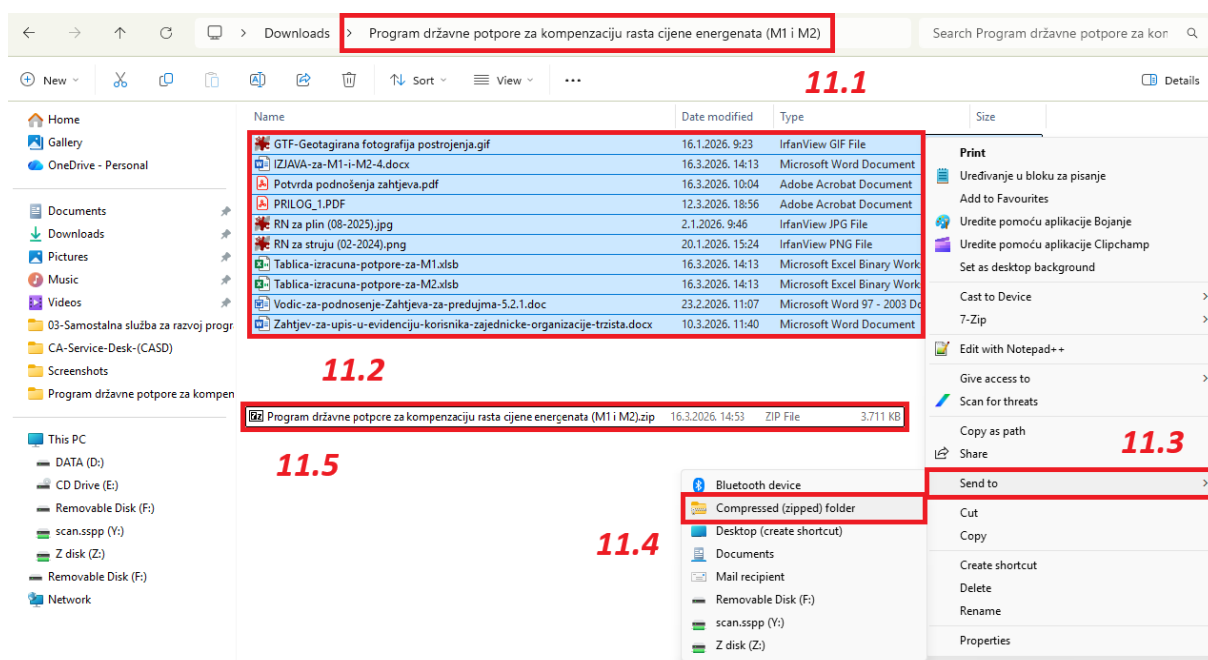 Downloads > Program državne potpore za kompenzaciju rasta cijene energenata (M1 i M2)
Search Program državne potpore za kor
New Sort View ... 11.1 Details
Home
Gallery
OneDrive - Personal
Documents
Downloads
Pictures
Music
Videos
03-Samostalna služba za razvoj progr
CA-Service-Desk-(CASD)
Screenshots
Program državne potpore za kompen
This PC
DATA (D:)
CD Drive (E:)
Removable Disk (F:)
scan.sspp (Y:)
Z disk (Z:)
Removable Disk (F:)
Network
Name Date modified Type Size
GTF-Geotagirana fotografija postrojenja.gif 16.1.2026. 9:23 IrfanView GIF File
IZJAVA-za-M1-i-M2-4.docx 16.3.2026. 14:13 Microsoft Word Document
Potvrda podnošenja zahtjeva.pdf 16.3.2026. 10:04 Adobe Acrobat Document
PRILOG_1.PDF 12.3.2026. 18:56 Adobe Acrobat Document
RN za plin (08-2025).jpg 2.1.2026. 9:46 IrfanView JPG File
RN za struju (02-2024).png 20.1.2026. 15:24 IrfanView PNG File
Tablica-izracuna-potpore-za-M1.xlsb 16.3.2026. 14:13 Microsoft Excel Binary Work
Tablica-izracuna-potpore-za-M2.xlsb 16.3.2026. 14:13 Microsoft Excel Binary Work
Vodic-za-podnosenje-Zahtjeva-za-predujma-5.2.1.doc 23.2.2026. 11:07 Microsoft Word 97 - 2003 Do
Zahtjev-za-upis-u-evidenciju-korisnika-zajednicke-organizacije-trzista.docx 10.3.2026. 11:40 Microsoft Word Document
11.2
Program državne potpore za kompenzaciju rasta cijene energenata (M1 i M2).zip 16.3.2026. 14:53 ZIP File 3.711 KB
11.5
Print
Uređivanje u bloku za pisanje
Add to Favourites
Uredite pomoću aplikacije Bojanje
Uredite pomoću aplikacije Clipchamp
Set as desktop background
Cast to Device
7-Zip
Edit with Notepad++
Give access to
Scan for threats
Copy as path
11.3
Share
Send to
Cut
Copy
Create shortcut
Delete
Rename
Properties
Bluetooth device
Compressed (zipped) folder
11.4
Desktop (create shortcut)
Documents
Mail recipient
Removable Disk (F:)
scan.sspp (Y:)
Z disk (Z:)